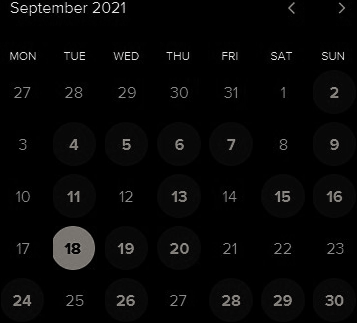 September 2021 < >
MON TUE WED THU FRI SAT SUN
27 28 29 30 31 1 2
3 4 5 6 7 8 9
10 11 12 13 14 15 16
17 18 19 20 21 22 23
24 25 26 27 28 29 30